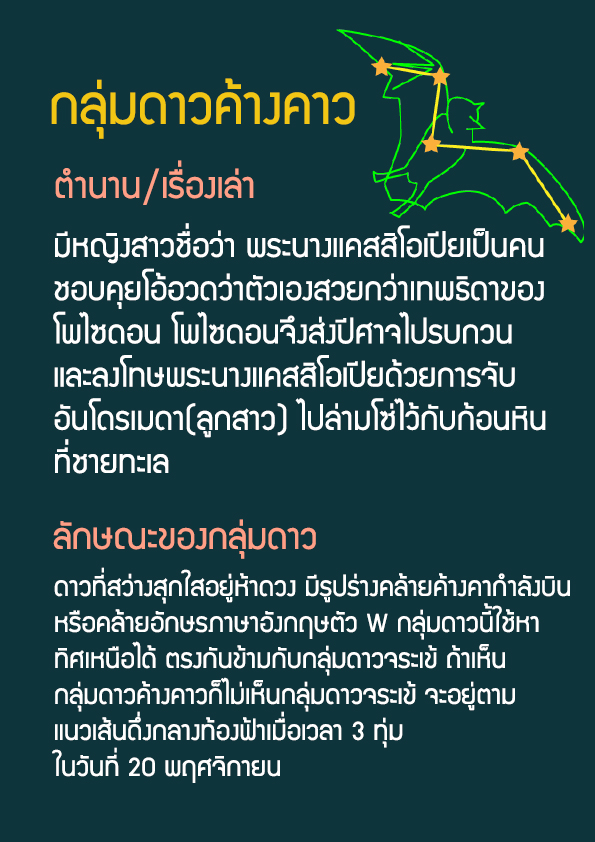 กลุ่มดาวค้างคาว
ตำนาน/เรื่องเล่า
มีหญิงสาวชื่อว่า พระนางแคสสิโอเปียเป็นคน
ชอบคุยโอ้อวดว่าตัวเองสวยกว่าเทพธิดาของ
โพไซดอน โพไซดอนจึงส่งปีศาจไปรบกวน
และลงโทษพระนางแคสสิโอเปียด้วยการจับ
อันโดรเมดา(ลูกสาว) ไปล่ามโซ่ไว้กับก้อนหิน
ที่ชายทะเล
ลักษณะของกลุ่มดาว
ดาวที่สว่างสุกใสอยู่ห้าดวง มีรูปร่างคล้ายค้างคากำลังบิน
หรือคล้ายอักษรภาษาอังกฤษตัว W กลุ่มดาวนี้ใช้หา
ทิศเหนือได้ ตรงกันข้ามกับกลุ่มดาวจระเข้ ถ้าเห็น
กลุ่มดาวค้างคาวก็ไม่เห็นกลุ่มดาวจระเข้ จะอยู่ตาม
แนวเส้นดึ่งกลางท้องฟ้าเมื่อเวลา 3 ทุ่ม
ในวันที่ 20 พฤศจิกายน